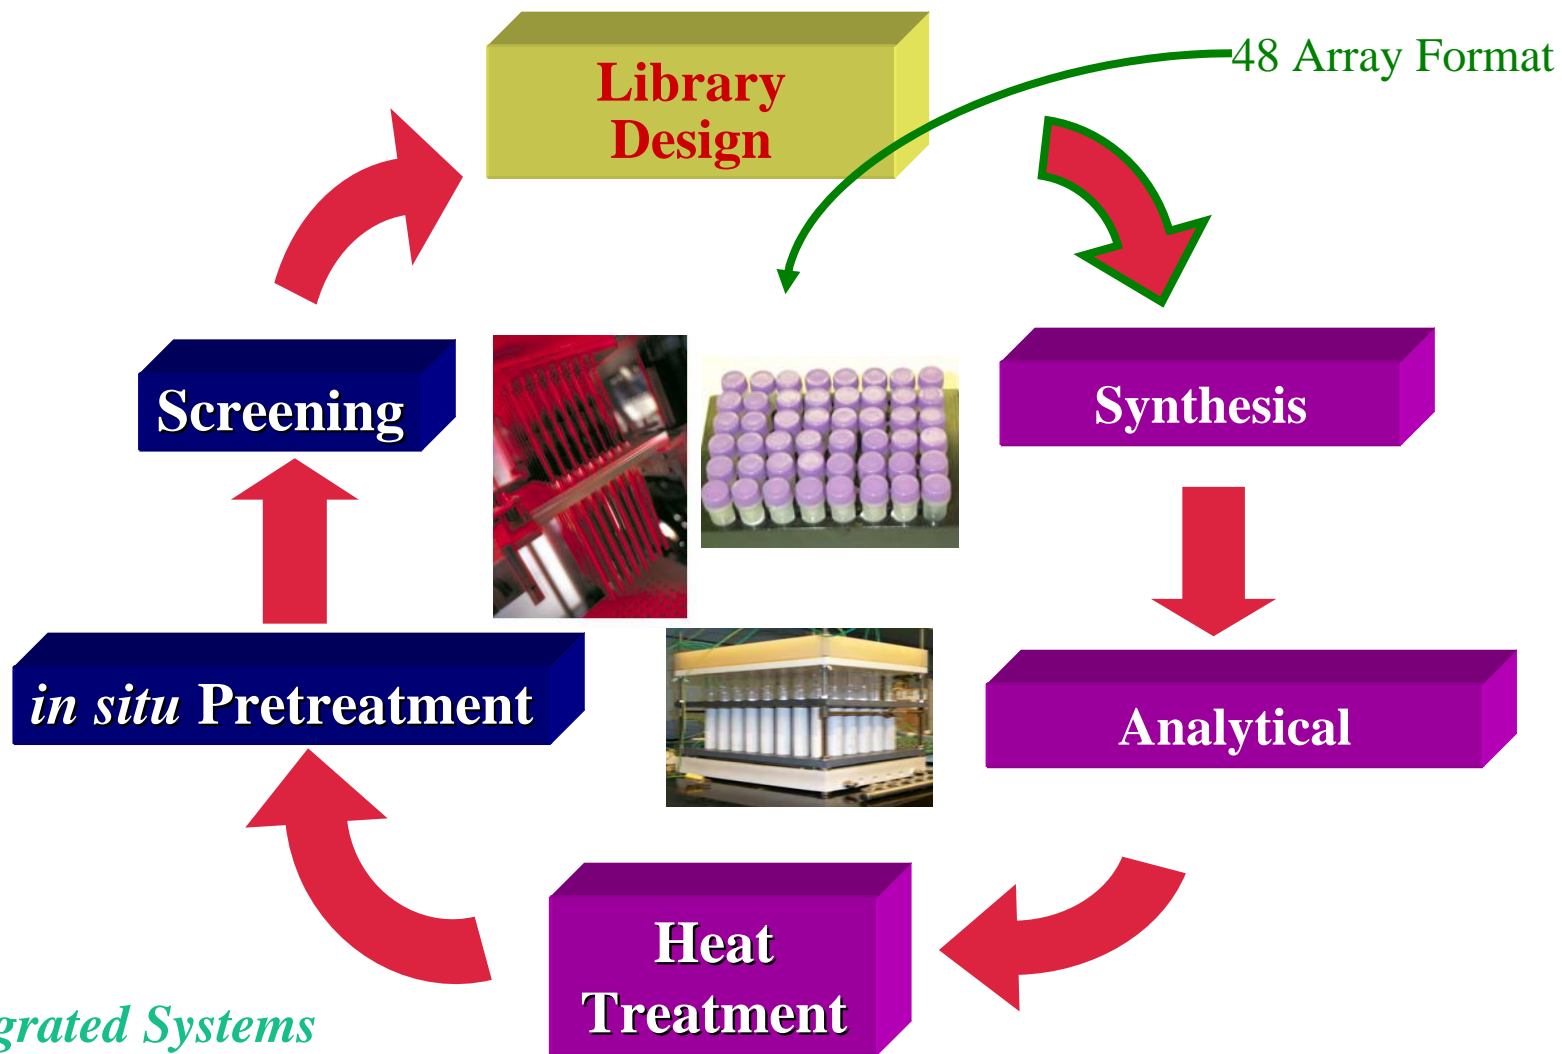 Library
Design
48 Array Format
Screening
Synthesis
in situ Pretreatment
Analytical
Heat
Treatment
grated Systems